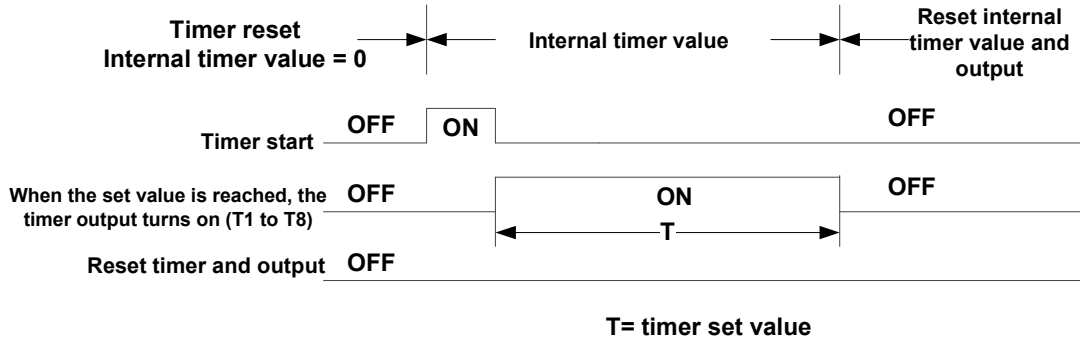 Timer reset
Internal timer value = 0
Internal timer value
Reset internal
timer value and
output
Timer start
OFF
ON
OFF
When the set value is reached, the
timer output turns on (T1 to T8)
OFF
ON
OFF
T
Reset timer and output
OFF
T= timer set value